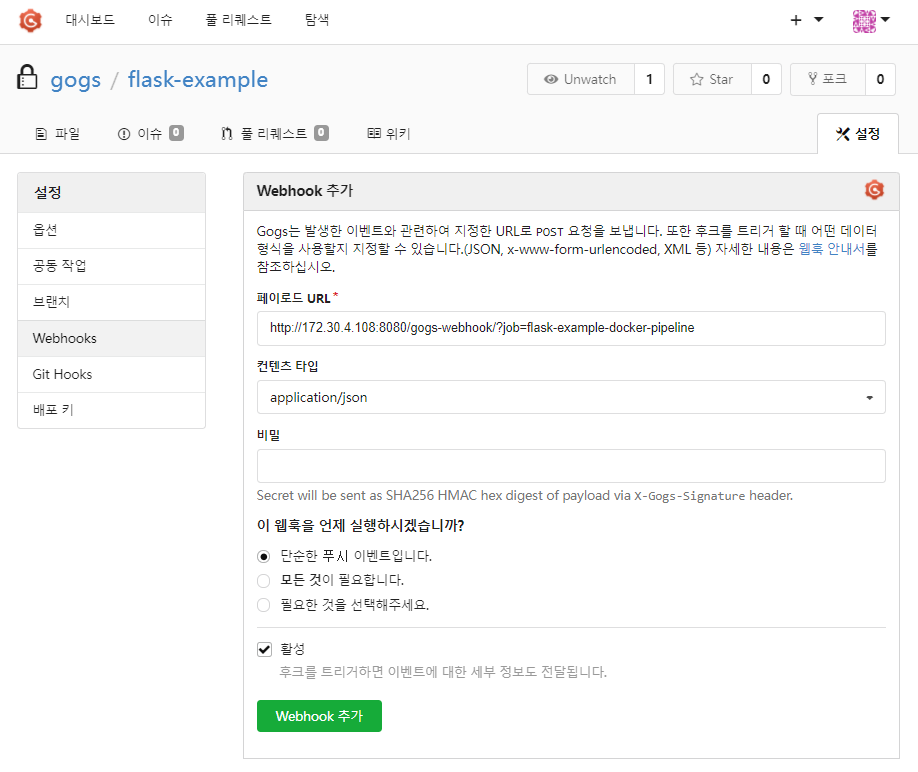 대시보드 이슈 풀 리퀘스트 탐색
gogs / flask-example
Unwatch 1 Star 0 포크 0
파일 이슈 0 풀 리퀘스트 0 위키 설정
설정
옵션
공동 작업
브랜치
Webhooks
Git Hooks
배포 키
Webhook 추가
Gogs는 발생한 이벤트와 관련하여 지정한 URL로 POST 요청을 보냅니다. 또한 후크를 트리거 할 때 어떤 데이터
형식을 사용할지 지정할 수 있습니다.(JSON, x-www-form-urlencoded, XML 등) 자세한 내용은 웹훅 안내서를
참조하십시오.
페이로드 URL*
http://172.30.4.108:8080/gogs-webhook/?job=flask-example-docker-pipeline
컨텐츠 타입
application/json
비밀
Secret will be sent as SHA256 HMAC hex digest of payload via X-Gogs-Signature header.
이 웹훅을 언제 실행하시겠습니까?
단순한 푸시 이벤트입니다.
모든 것이 필요합니다.
필요한 것을 선택해주세요.
활성
후크를 트리거하면 이벤트에 대한 세부 정보도 전달됩니다.
Webhook 추가